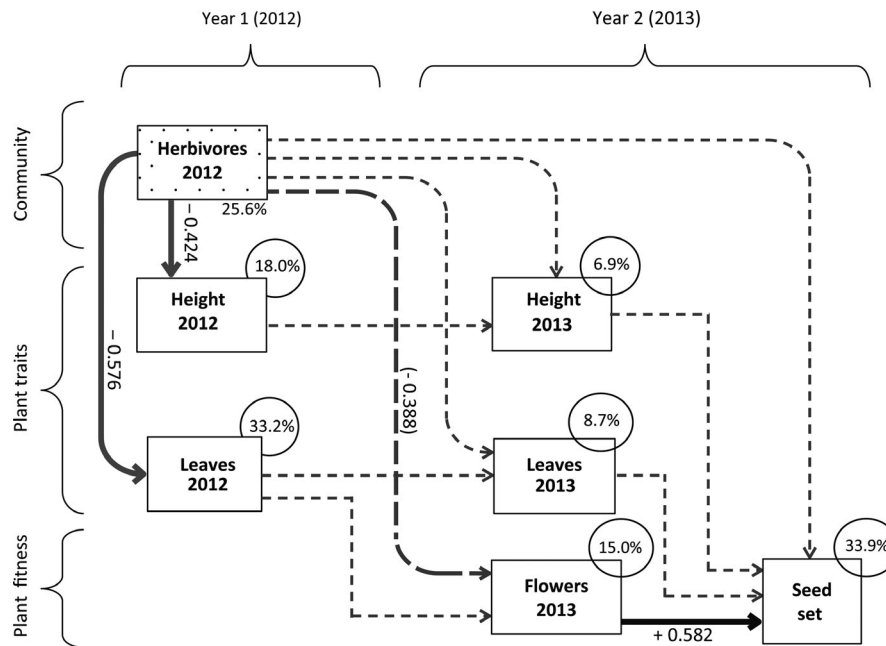 Year 1 (2012)
Year 2 (2013)
Community
Plant traits
Plant fitness
Herbivores
2012
25.6%
– 0.424
– 0.576
(- 0.388)
Height
2012
18.0%
Height
2013
6.9%
Leaves
2012
33.2%
Leaves
2013
8.7%
Flowers
2013
15.0%
+ 0.582
Seed
set
33.9%